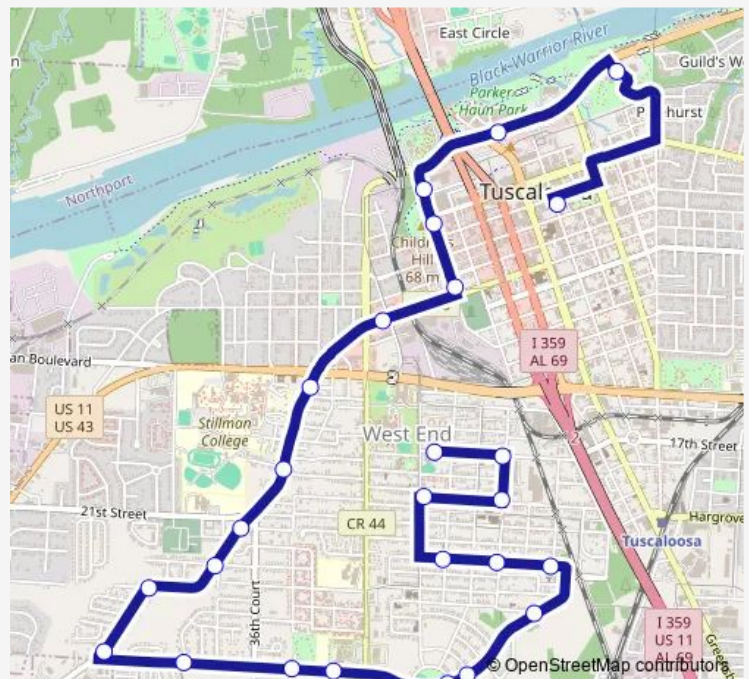 East Circle
Black Warrior River
Guild's W
Parker-
Haun Park
hurst
Northport
Tuscal
Children's
Hill
68 m
I 359
AL 69
an Boulevard
US 11
US 43
Stillman
College
West End
17th Street
21st Street
CR 44
Hargrove
Tuscaloosa
36th Court
I 359
US 11
AL 69
Greens
© OpenStreetMap contributors